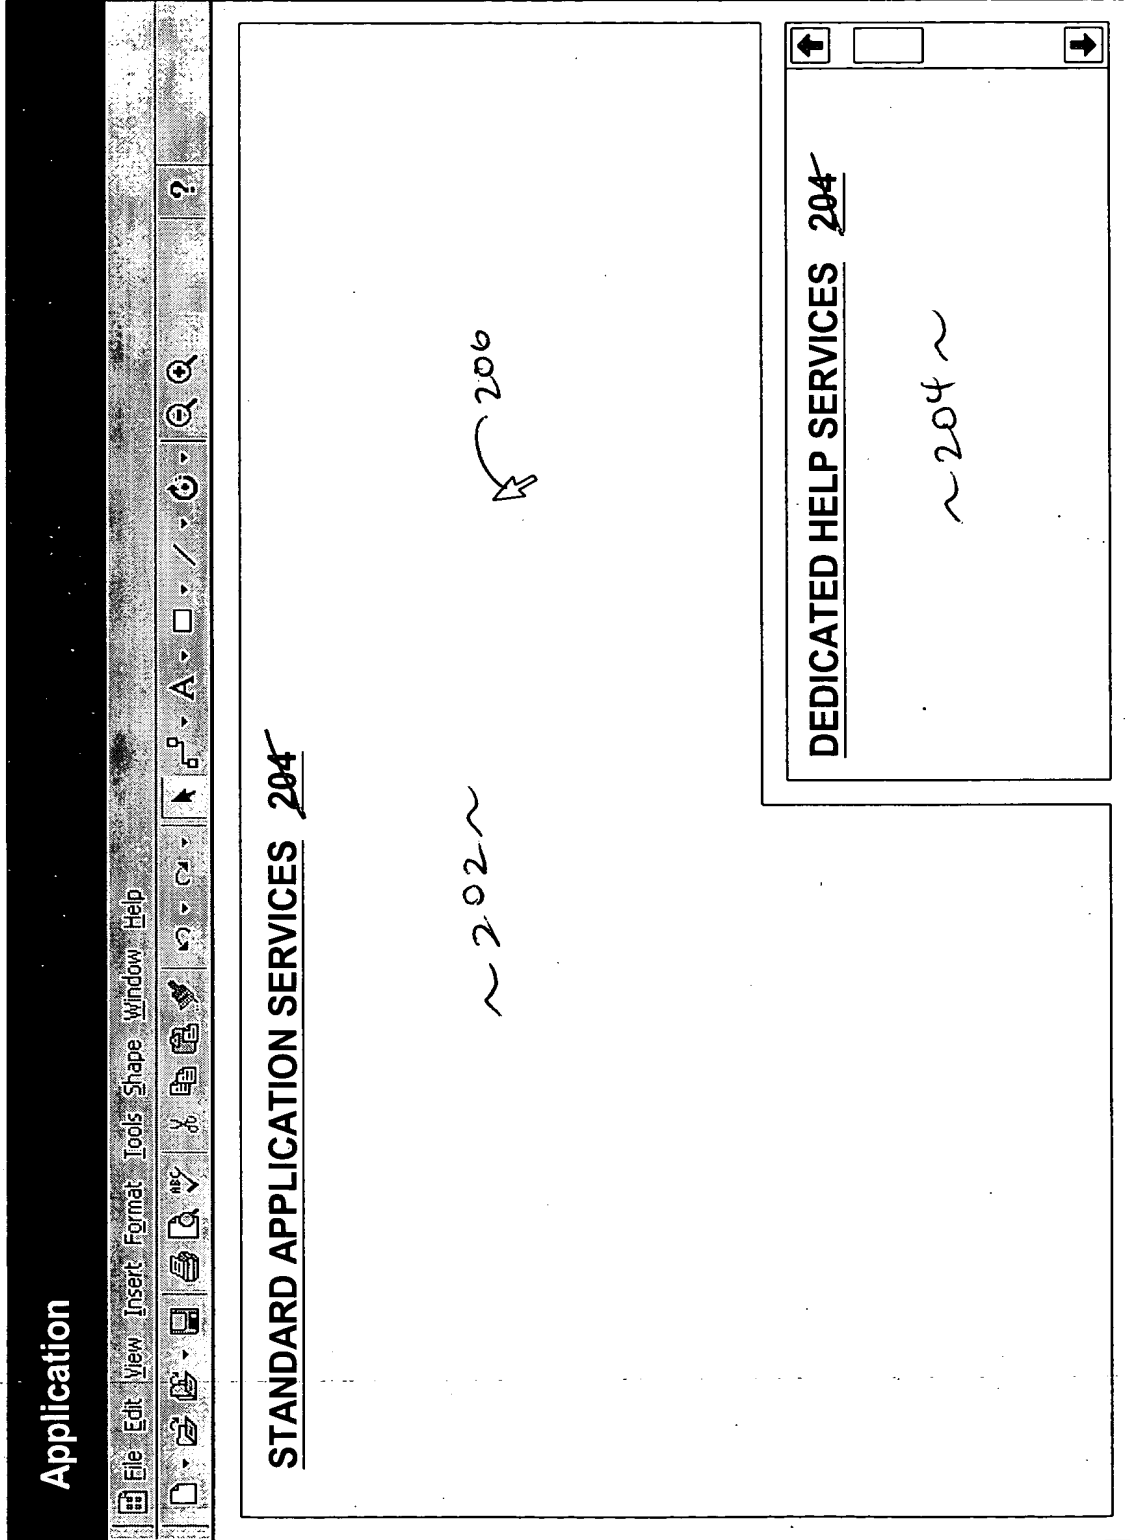 Application
File Edit View Insert Format Tools Shape Window Help
ABC A ?
STANDARD APPLICATION SERVICES 204
206
~202~
DEDICATED HELP SERVICES 204
~204~